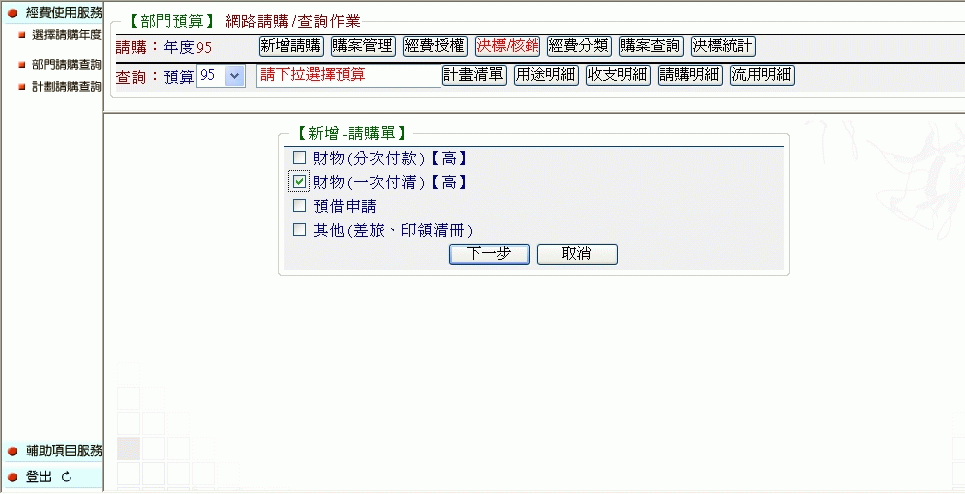 經費使用服務
選擇請購年度
部門請購查詢
計劃請購查詢
輔助項目服務
登出
【部門預算】 網路請購/查詢作業
請購：年度95 新增請購 購案管理 經費授權 決標/核銷 經費分類 購案查詢 決標統計
查詢：預算 95 請下拉選擇預算 計畫清單 用途明細 收支明細 請購明細 流用明細
【新增-請購單】
財物(分次付款)【高】
財物(一次付清)【高】
預借申請
其他(差旅、印領清冊)
下一步 取消